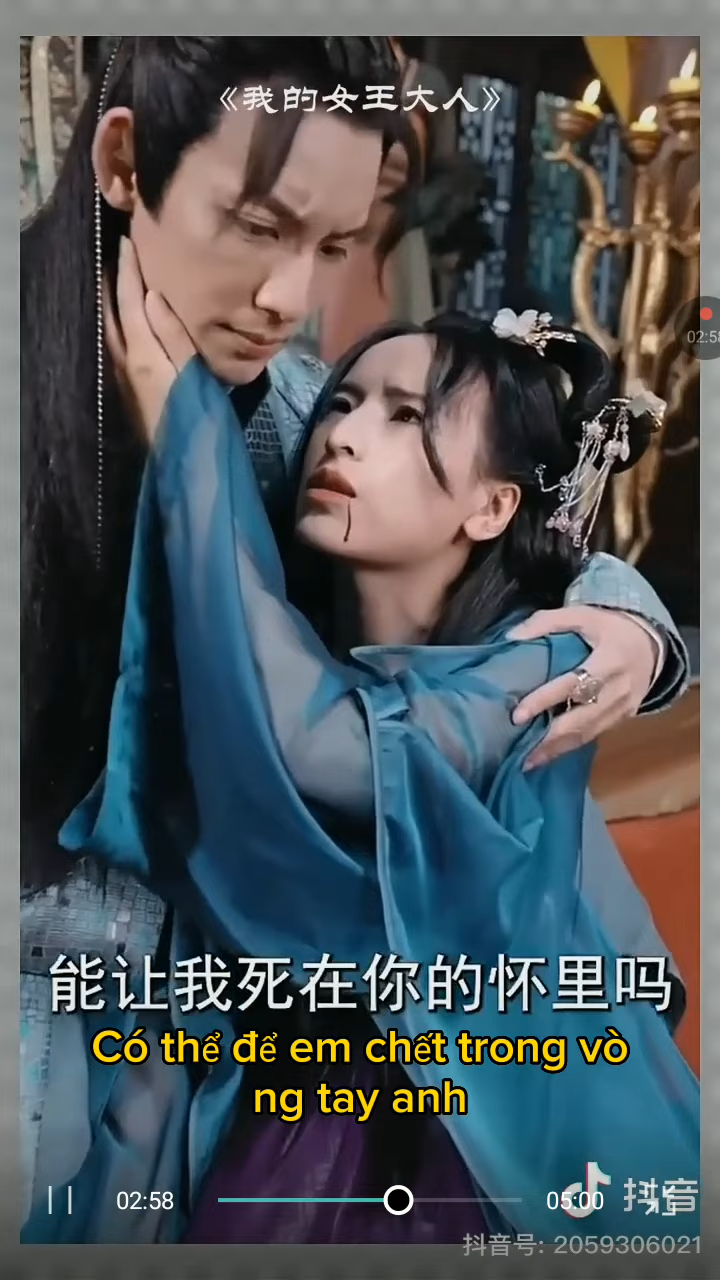 《我的女王大人》
02:58
能让我死在你的怀里吗
Có thể để em chết trong vò
ng tay anh
02:58
05:00
抖音
抖音号: 2059306021